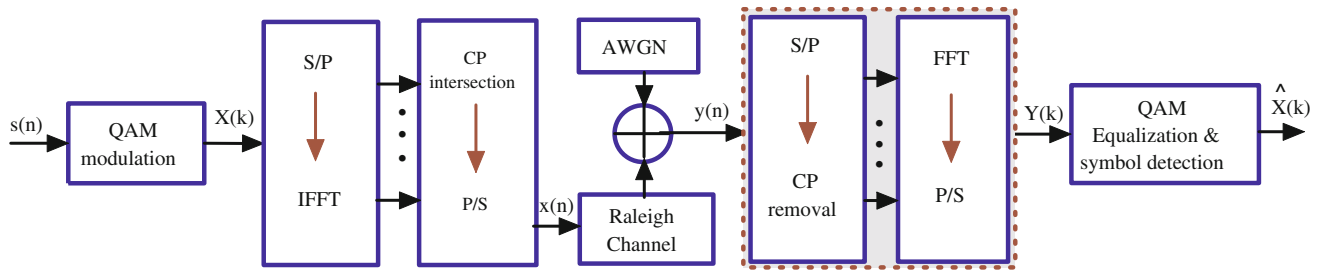 s(n)
QAM
modulation
X(k)
S/P
IFFT
CP
intersection
P/S
x(n)
AWGN
Raleigh
Channel
y(n)
S/P
CP
removal
FFT
P/S
Y(k)
QAM
Equalization &
symbol detection
X̂(k)